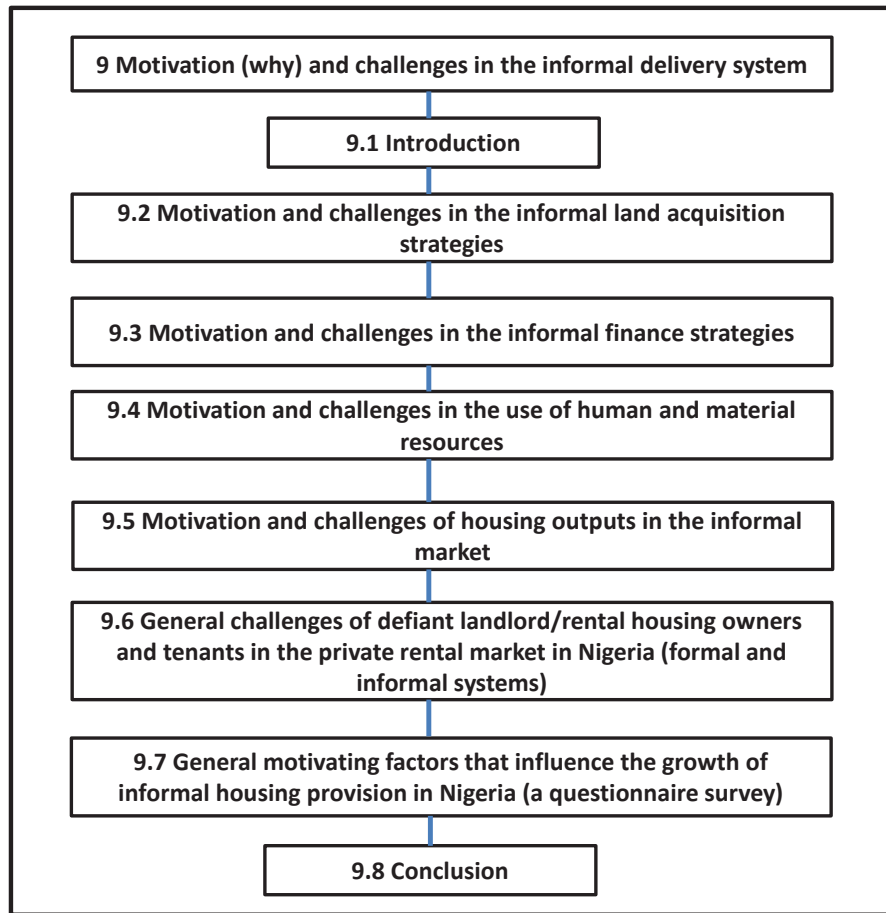 9 Motivation (why) and challenges in the informal delivery system
9.1 Introduction
9.2 Motivation and challenges in the informal land acquisition
strategies
9.3 Motivation and challenges in the informal finance strategies
9.4 Motivation and challenges in the use of human and material
resources
9.5 Motivation and challenges of housing outputs in the informal
market
9.6 General challenges of defiant landlord/rental housing owners
and tenants in the private rental market in Nigeria (formal and
informal systems)
9.7 General motivating factors that influence the growth of
informal housing provision in Nigeria (a questionnaire survey)
9.8 Conclusion